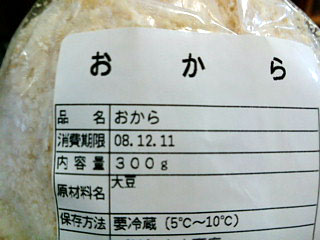 おから
品名 おから
消費期限 08.12.11
内容量 300g
原材料名 大豆
保存方法 要冷蔵(5℃~10℃)